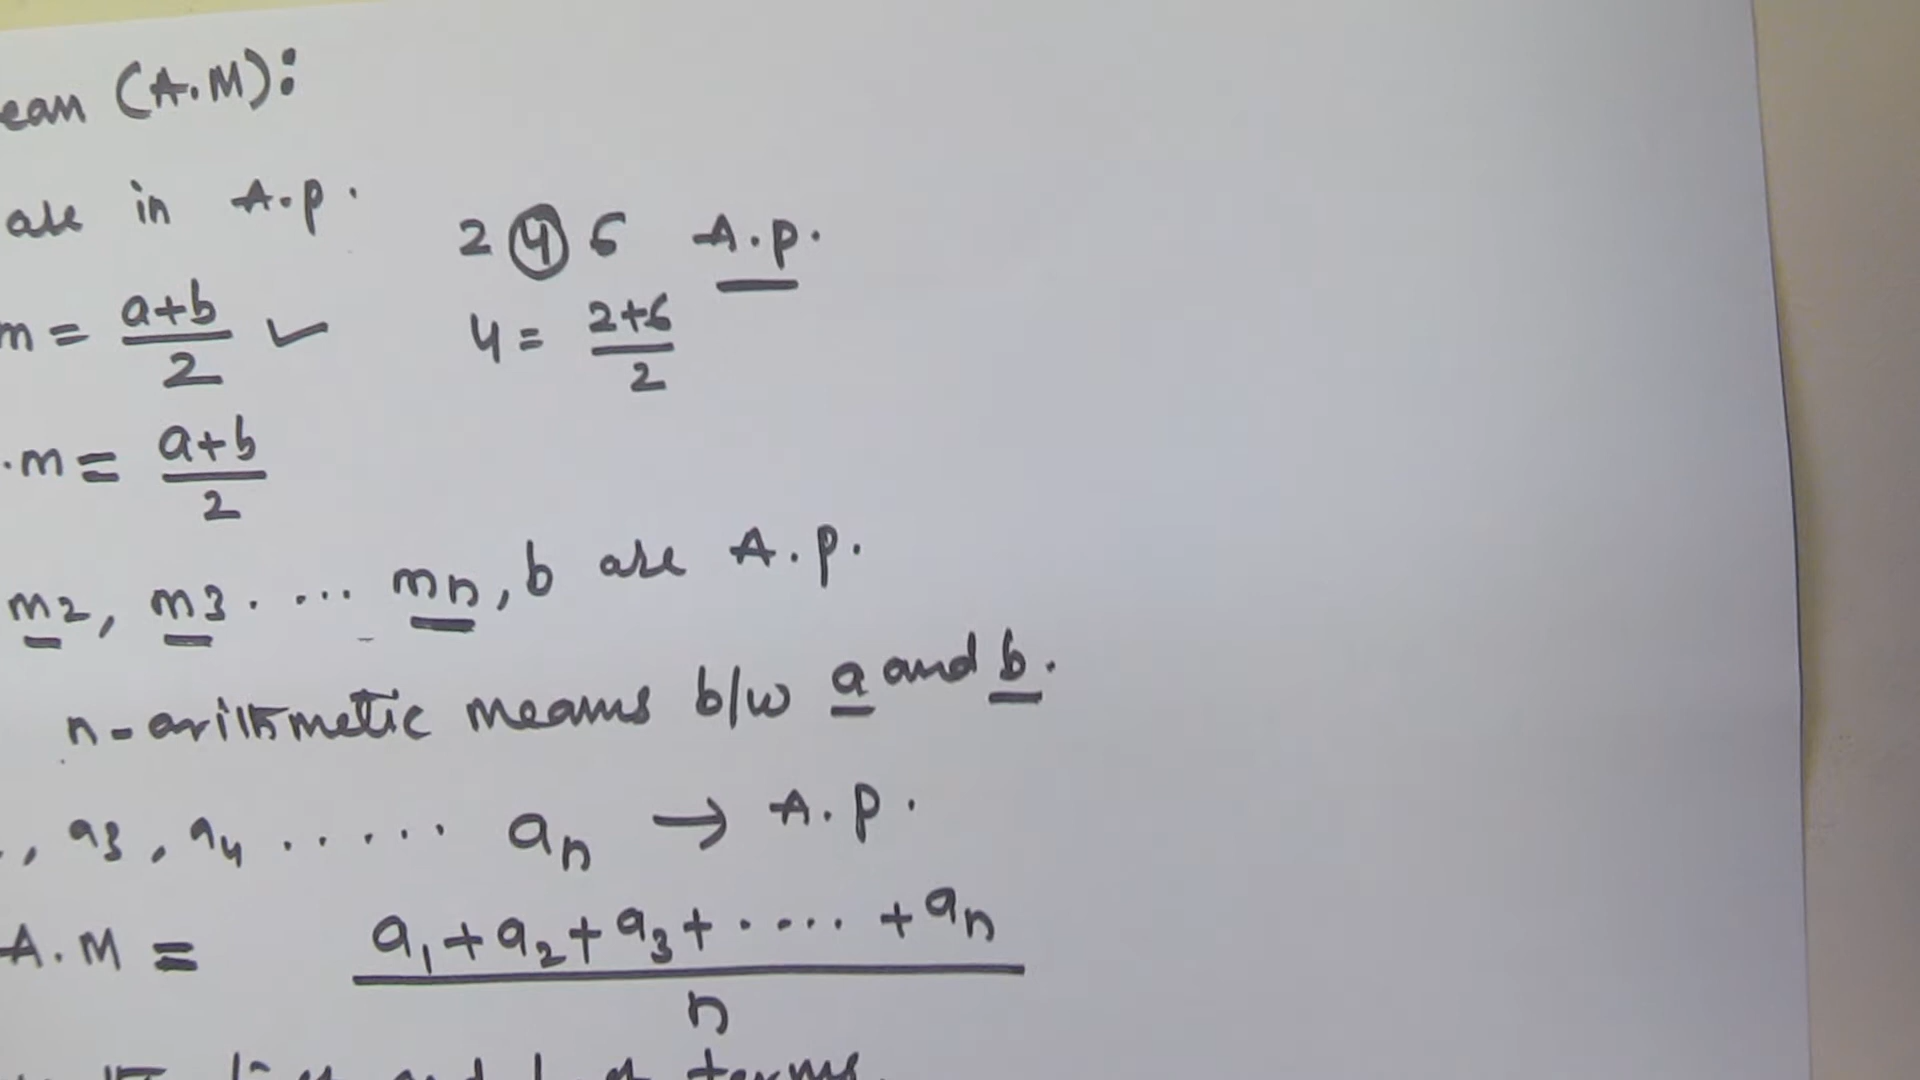 ean (A.M):
are in A.p.
2 4 6 A.p.
m = a+b/2 ✓ 4 = 2+6/2
.m = a+b/2
m2, m3. ... mn, b are A.p.
n-arithmetic means b/w a and b.
, a3, a4 ..... an → A.p.
A.M = a1+a2+a3+.... +an/n
terms.